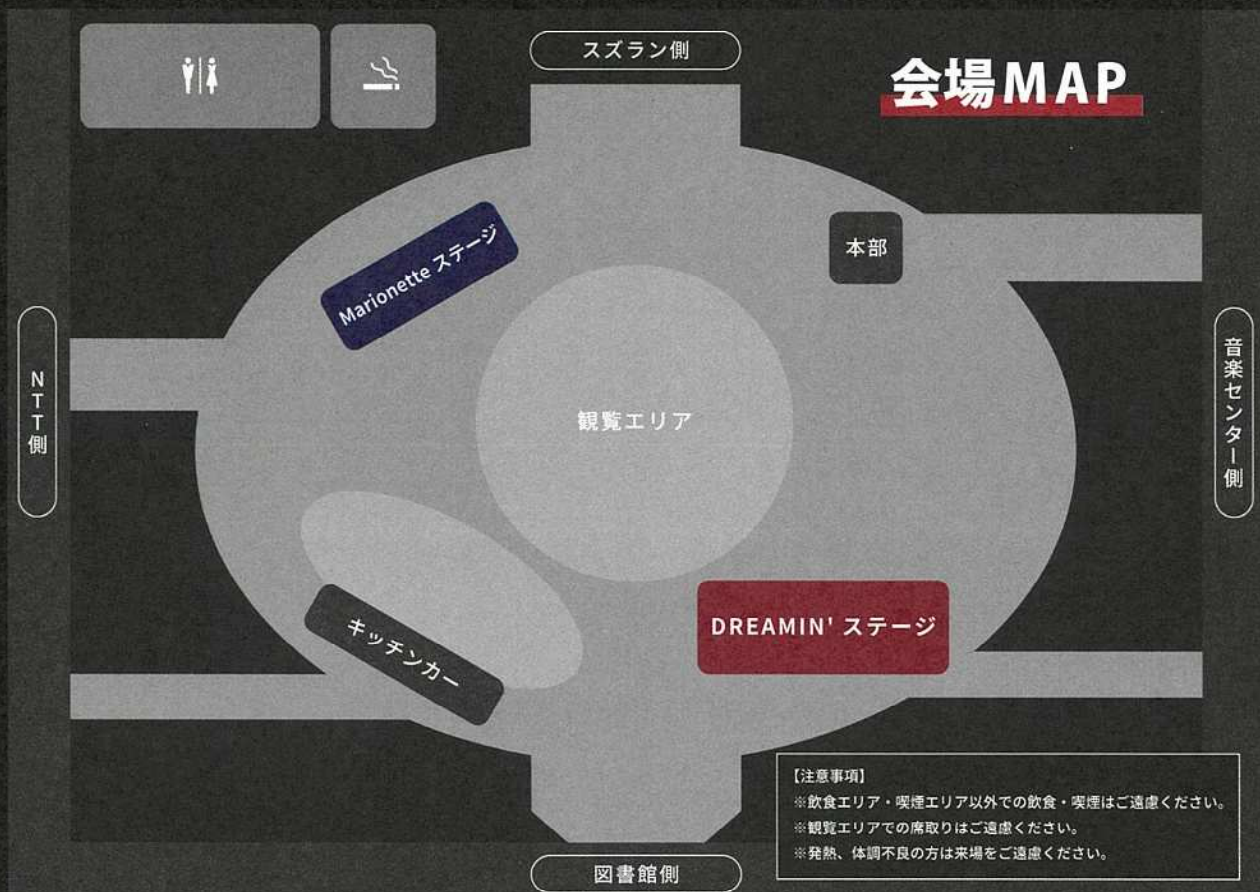 スズラン側
会場MAP
本部
Marionette ステージ
NTT側
音楽センター側
観覧エリア
キッチンカー
DREAMIN' ステージ
【注意事項】
※飲食エリア・喫煙エリア以外での飲食・喫煙はご遠慮ください。
※観覧エリアでの席取りはご遠慮ください。
※発熱、体調不良の方は来場をご遠慮ください。
図書館側